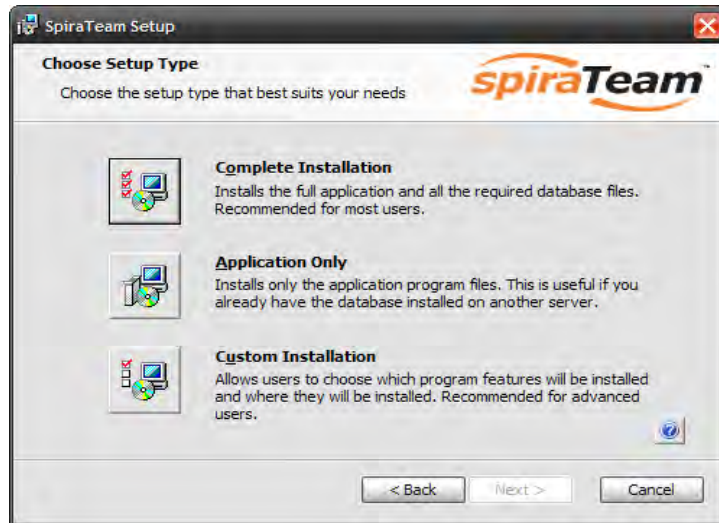 SpiraTeam Setup
Choose Setup Type
Choose the setup type that best suits your needs
spiraTeam™
Complete Installation
Installs the full application and all the required database files.
Recommended for most users.
Application Only
Installs only the application program files. This is useful if you
already have the database installed on another server.
Custom Installation
Allows users to choose which program features will be installed
and where they will be installed. Recommended for advanced
users.
< Back
Next >
Cancel